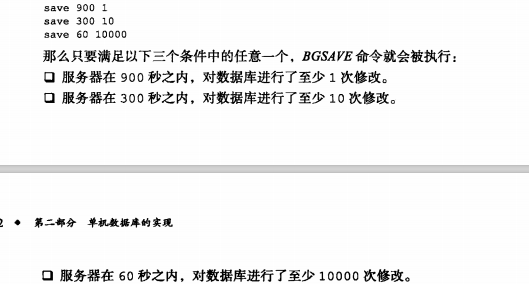 save 900 1
save 300 10
save 60 10000
那么只要满足以下三个条件中的任意一个，BGSAVE 命令就会被执行：
❑ 服务器在 900 秒之内，对数据库进行了至少 1 次修改。
❑ 服务器在 300 秒之内，对数据库进行了至少 10 次修改。
2 ◆ 第二部分 单机数据库的实现
❑ 服务器在 60 秒之内，对数据库进行了至少 10000 次修改。